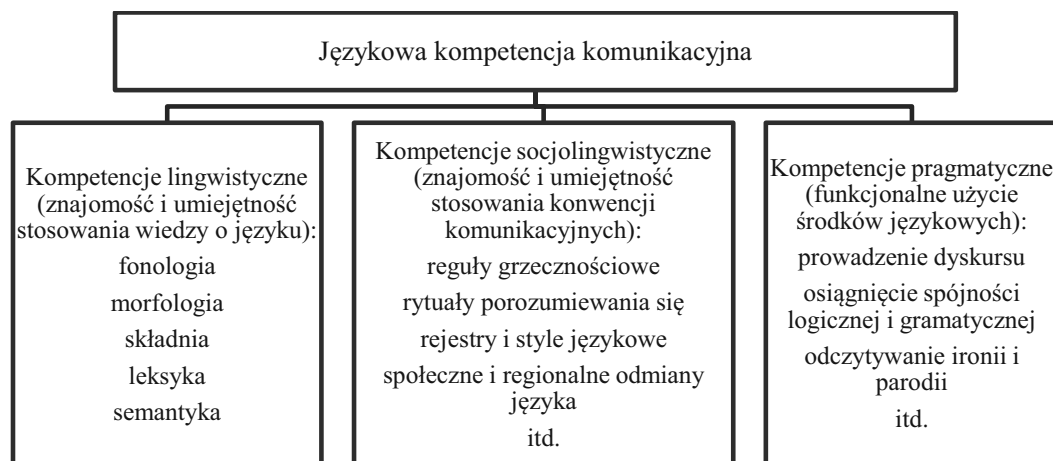 Językowa kompetencja komunikacyjna
Kompetencje lingwistyczne
(znajomość i umiejętność
stosowania wiedzy o języku):
fonologia
morfologia
składnia
leksyka
semantyka
Kompetencje socjolingwistyczne
(znajomość i umiejętność
stosowania konwencji
komunikacyjnych):
reguły grzecznościowe
rytuały porozumiewania się
rejestry i style językowe
społeczne i regionalne odmiany
języka
itd.
Kompetencje pragmatyczne
(funkcjonalne użycie
środków językowych):
prowadzenie dyskursu
osiągnięcie spójności
logicznej i gramatycznej
odczytywanie ironii i
parodii
itd.